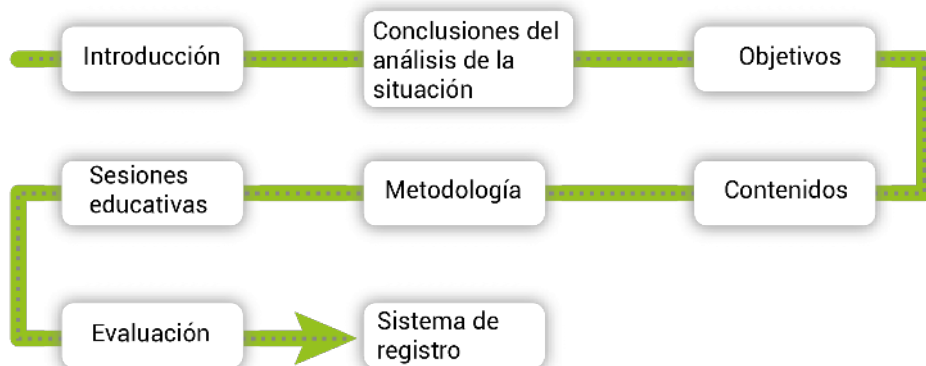 Introducción
Conclusiones del
análisis de la
situación
Objetivos
Contenidos
Metodología
Sesiones
educativas
Evaluación
Sistema de
registro